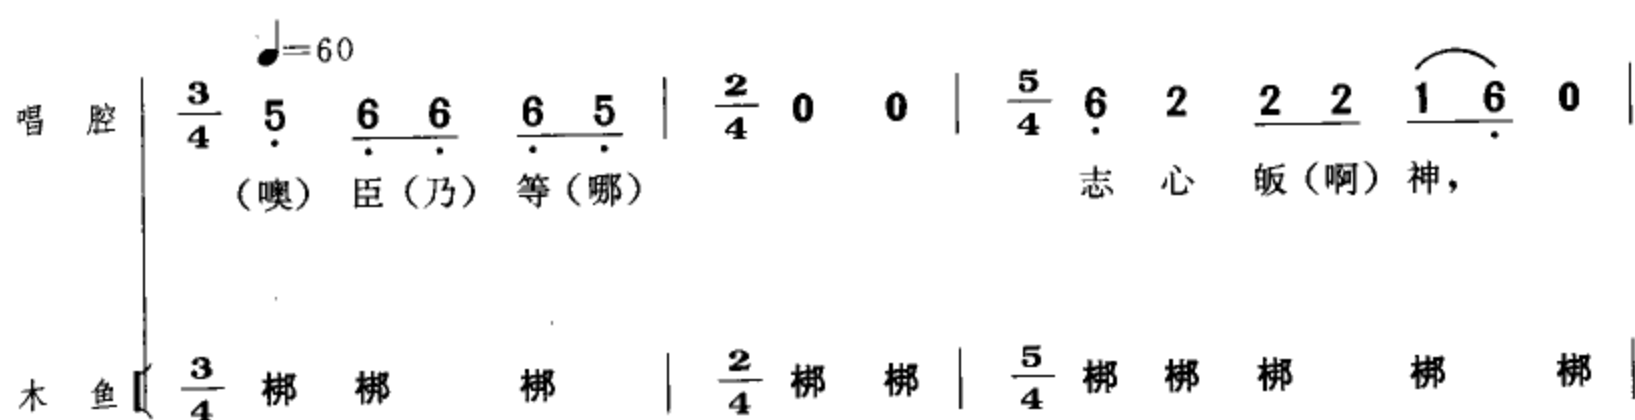 ♩=60
唱 腔 3/4 5̣ 6̣ 6̣ 6̣ 5̣ | 2/4 0 0 | 5/4 6̣ 2 2 2 1 6̣ 0 |
（噢） 臣（乃） 等（哪） 志 心 皈（啊）神，
木 鱼 3/4 梆 梆 梆 | 2/4 梆 梆 | 5/4 梆 梆 梆 梆 梆